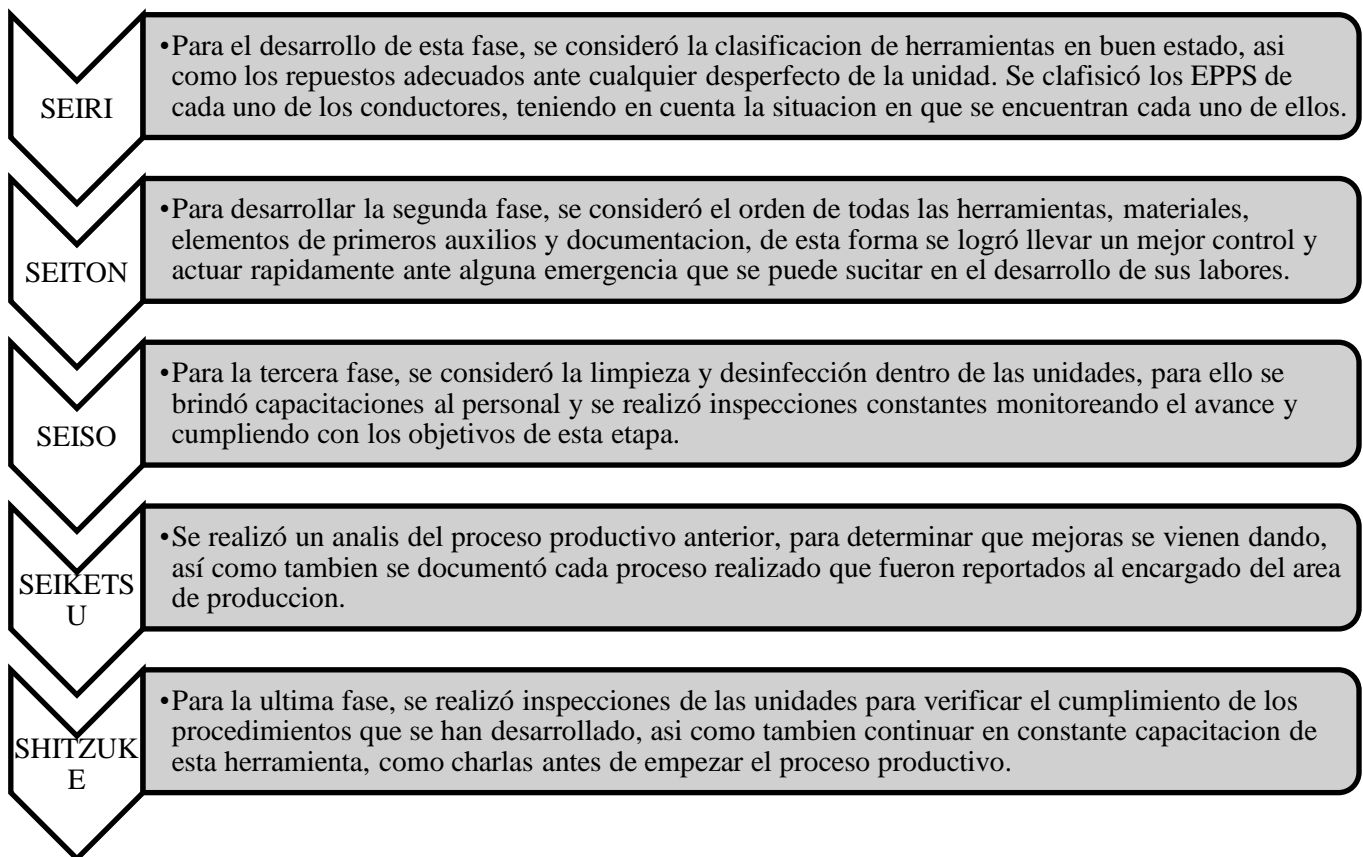 SEIRI
•Para el desarrollo de esta fase, se consideró la clasificacion de herramientas en buen estado, asi
como los repuestos adecuados ante cualquier desperfecto de la unidad. Se clafisicó los EPPS de
cada uno de los conductores, teniendo en cuenta la situacion en que se encuentran cada uno de ellos.
SEITON
•Para desarrollar la segunda fase, se consideró el orden de todas las herramientas, materiales,
elementos de primeros auxilios y documentacion, de esta forma se logró llevar un mejor control y
actuar rapidamente ante alguna emergencia que se puede sucitar en el desarrollo de sus labores.
SEISO
•Para la tercera fase, se consideró la limpieza y desinfección dentro de las unidades, para ello se
brindó capacitaciones al personal y se realizó inspecciones constantes monitoreando el avance y
cumpliendo con los objetivos de esta etapa.
SEIKETS
U
•Se realizó un analis del proceso productivo anterior, para determinar que mejoras se vienen dando,
así como tambien se documentó cada proceso realizado que fueron reportados al encargado del area
de produccion.
SHITZUK
E
•Para la ultima fase, se realizó inspecciones de las unidades para verificar el cumplimiento de los
procedimientos que se han desarrollado, asi como tambien continuar en constante capacitacion de
esta herramienta, como charlas antes de empezar el proceso productivo.